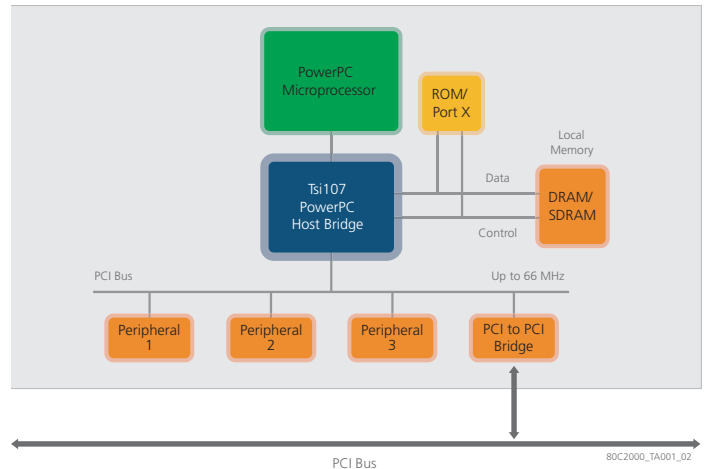 PowerPC
Microprocessor
ROM/
Port X
Local
Memory
Tsi107
PowerPC
Host Bridge
Data
DRAM/
SDRAM
Control
PCI Bus
Up to 66 MHz
Peripheral
1
Peripheral
2
Peripheral
3
PCI to PCI
Bridge
PCI Bus
80C2000_TA001_02